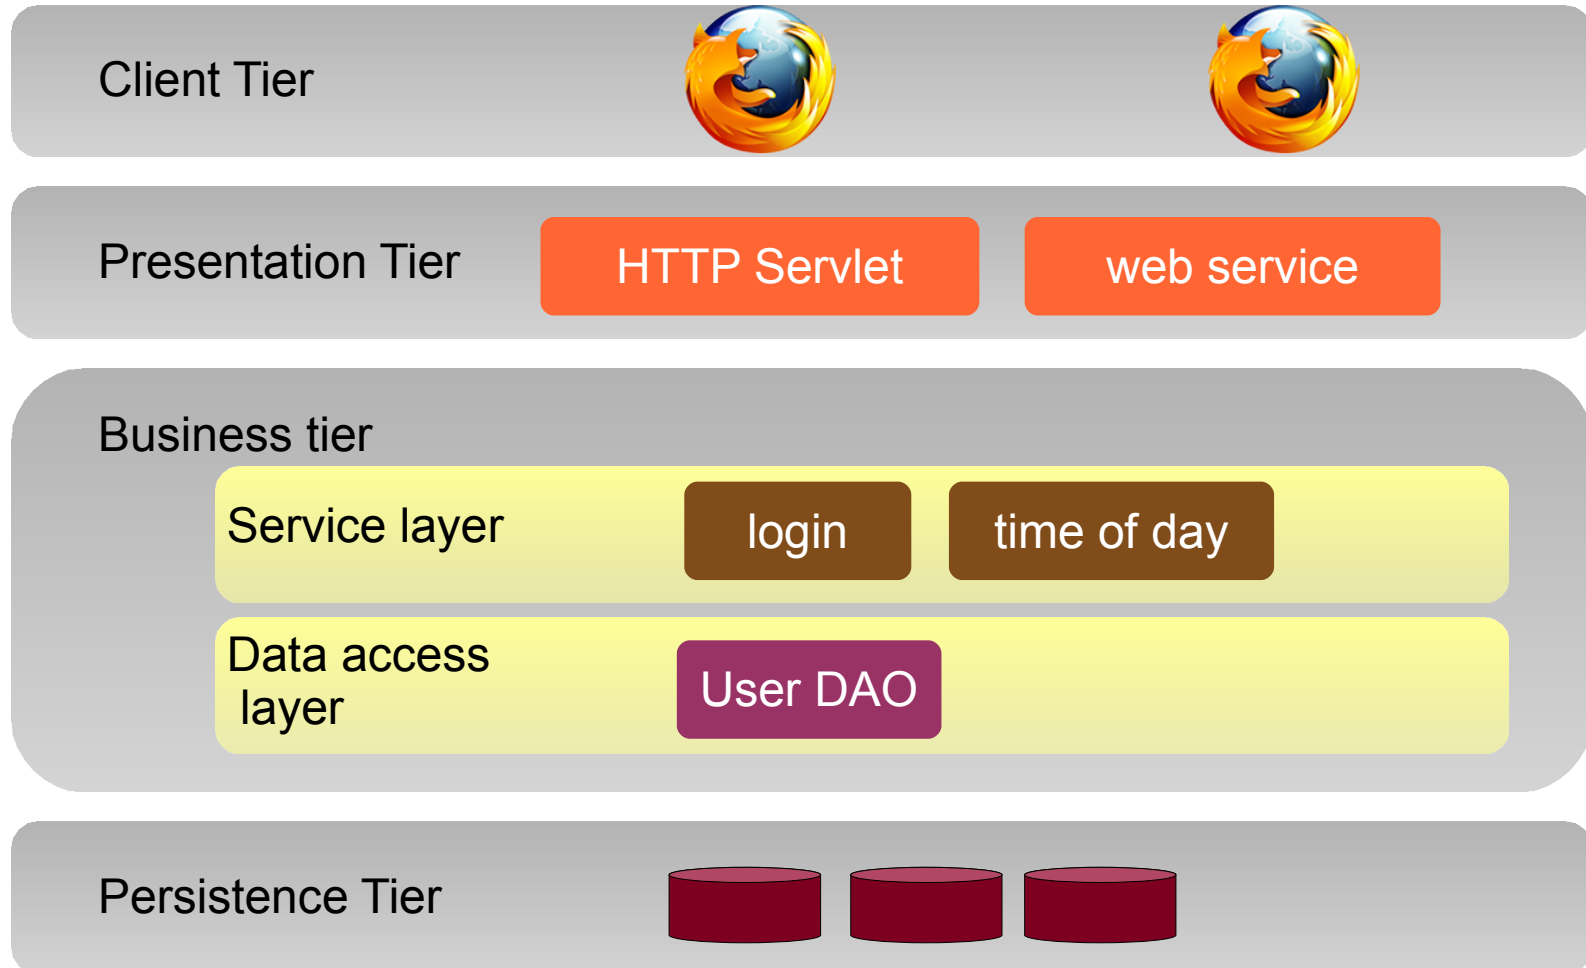 Client Tier
Presentation Tier
HTTP Servlet
web service
Business tier
Service layer
login
time of day
Data access
layer
User DAO
Persistence Tier